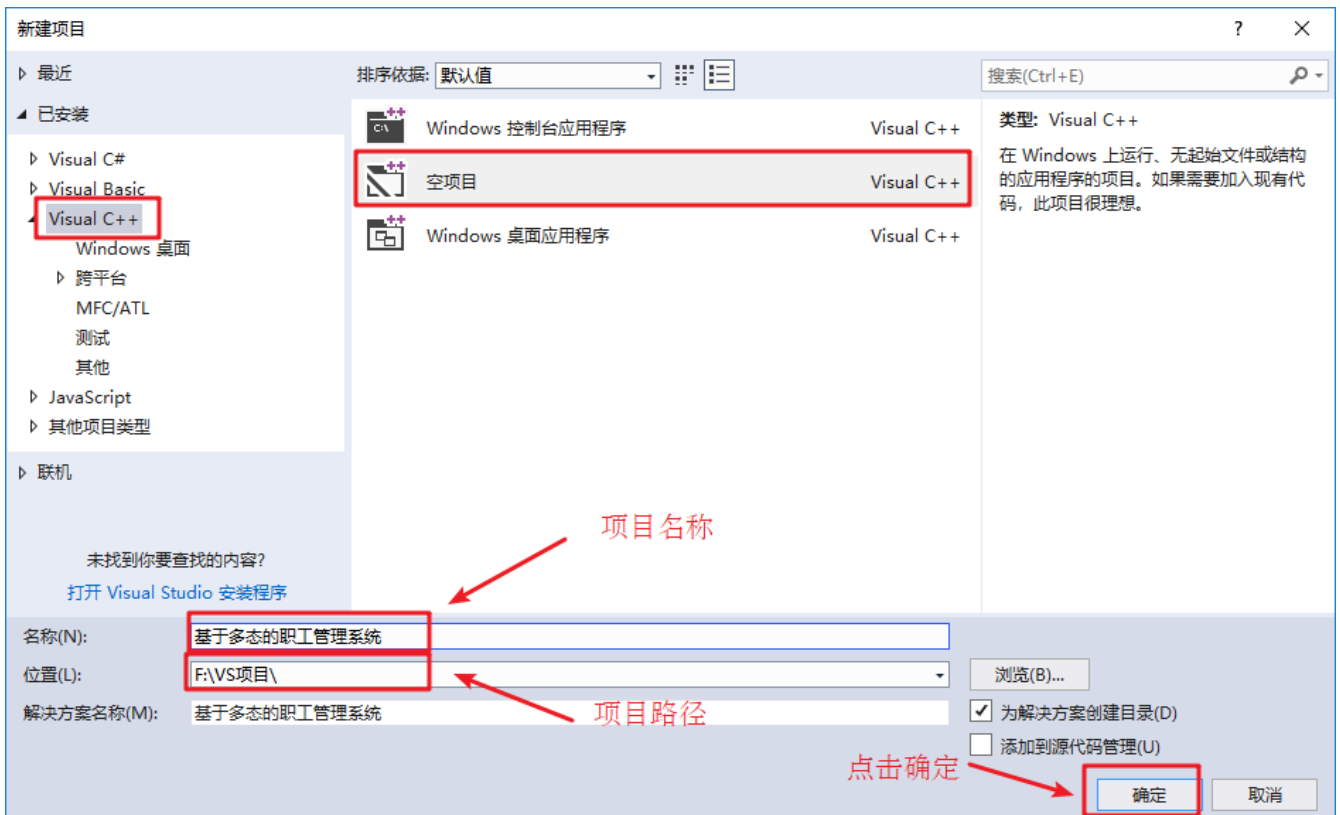 新建项目
?
最近
排序依据: 默认值
搜索(Ctrl+E)
已安装
Visual C#
Visual Basic
Visual C++
Windows 桌面
跨平台
MFC/ATL
测试
其他
JavaScript
其他项目类型
联机
未找到你要查找的内容?
打开 Visual Studio 安装程序
C:\ Windows 控制台应用程序 Visual C++
空项目 Visual C++
Windows 桌面应用程序 Visual C++
类型: Visual C++
在 Windows 上运行、无起始文件或结构
的应用程序的项目。如果需要加入现有代
码，此项目很理想。
项目名称
名称(N): 基于多态的职工管理系统
位置(L): F:\VS项目\ 浏览(B)...
项目路径
解决方案名称(M): 基于多态的职工管理系统
为解决方案创建目录(D)
添加到源代码管理(U)
点击确定
确定 取消